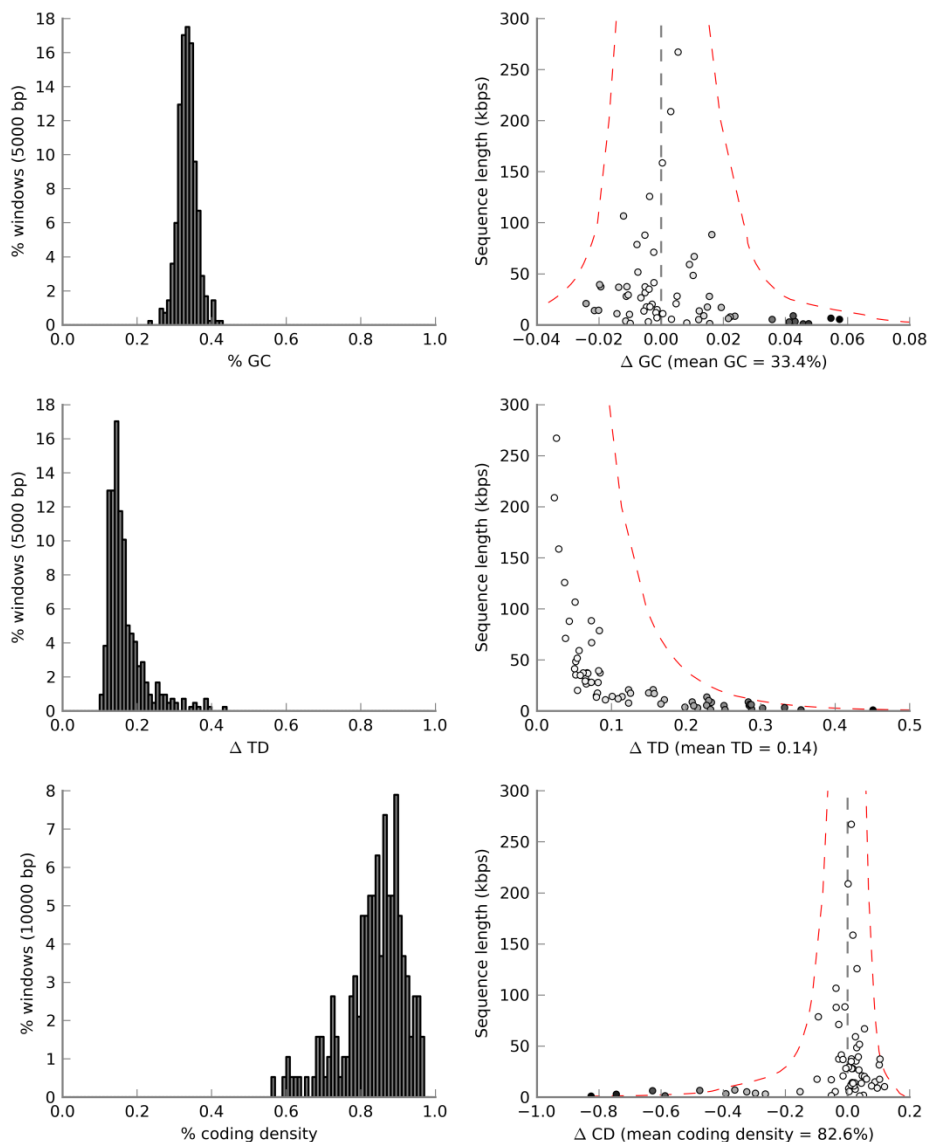 18
16
14
12
10
8
6
4
2
0
% windows (5000 bp)
0.0 0.2 0.4 0.6 0.8 1.0
% GC
300
250
200
150
100
50
0
Sequence length (kbps)
−0.04 −0.02 0.00 0.02 0.04 0.06 0.08
Δ GC (mean GC = 33.4%)
18
16
14
12
10
8
6
4
2
0
% windows (5000 bp)
0.0 0.2 0.4 0.6 0.8 1.0
Δ TD
300
250
200
150
100
50
0
Sequence length (kbps)
0.0 0.1 0.2 0.3 0.4 0.5
Δ TD (mean TD = 0.14)
8
7
6
5
4
3
2
1
0
% windows (10000 bp)
0.0 0.2 0.4 0.6 0.8 1.0
% coding density
300
250
200
150
100
50
0
Sequence length (kbps)
−1.0 −0.8 −0.6 −0.4 −0.2 0.0 0.2
Δ CD (mean coding density = 82.6%)